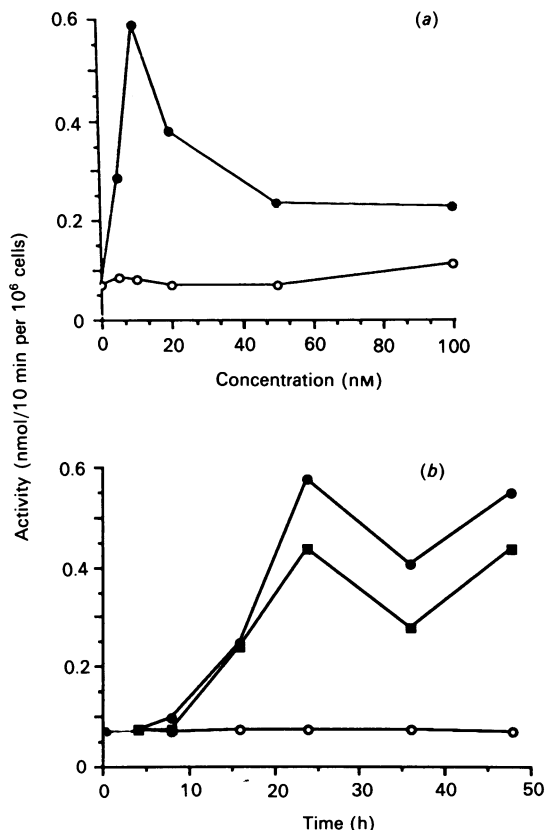 (a)
0.6
0.4
0.2
0
0 20 40 60 80 100
Concentration (nM)
Activity (nmol/10 min per 10⁶ cells)
(b)
0.6
0.4
0.2
0
0 10 20 30 40 50
Time (h)